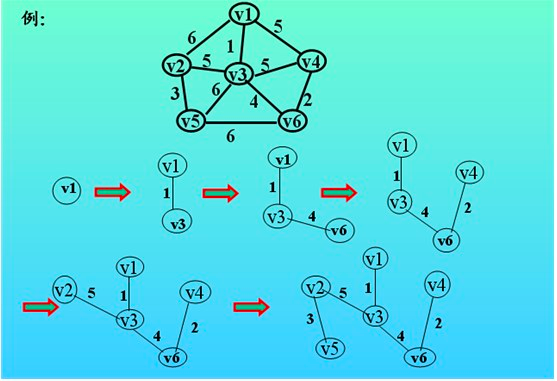 例:
v1
6 1 5
v2 5 v3 5 v4
3 6 4 2
v5 6 v6
v1 v1 1 v3
v1 1 v3 4 v6
v1 1 v3 4 v6 2 v4
v2 5 v1 1 v3 4 v6 2 v4
v2 5 v1 1 v3 4 v6 2 v4 3 v5